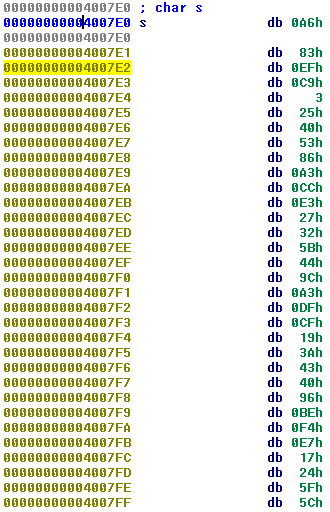 00000000004007E0 ; char s
00000000004007E0 s db 0A6h
00000000004007E0
00000000004007E1 db 83h
00000000004007E2 db 0EFh
00000000004007E3 db 0C9h
00000000004007E4 db 3
00000000004007E5 db 25h
00000000004007E6 db 40h
00000000004007E7 db 53h
00000000004007E8 db 86h
00000000004007E9 db 0A3h
00000000004007EA db 0CCh
00000000004007EB db 0E3h
00000000004007EC db 27h
00000000004007ED db 32h
00000000004007EE db 5Bh
00000000004007EF db 44h
00000000004007F0 db 9Ch
00000000004007F1 db 0A3h
00000000004007F2 db 0DFh
00000000004007F3 db 0CFh
00000000004007F4 db 19h
00000000004007F5 db 3Ah
00000000004007F6 db 43h
00000000004007F7 db 40h
00000000004007F8 db 96h
00000000004007F9 db 0BEh
00000000004007FA db 0F4h
00000000004007FB db 0E7h
00000000004007FC db 17h
00000000004007FD db 24h
00000000004007FE db 5Fh
00000000004007FF db 5Ch